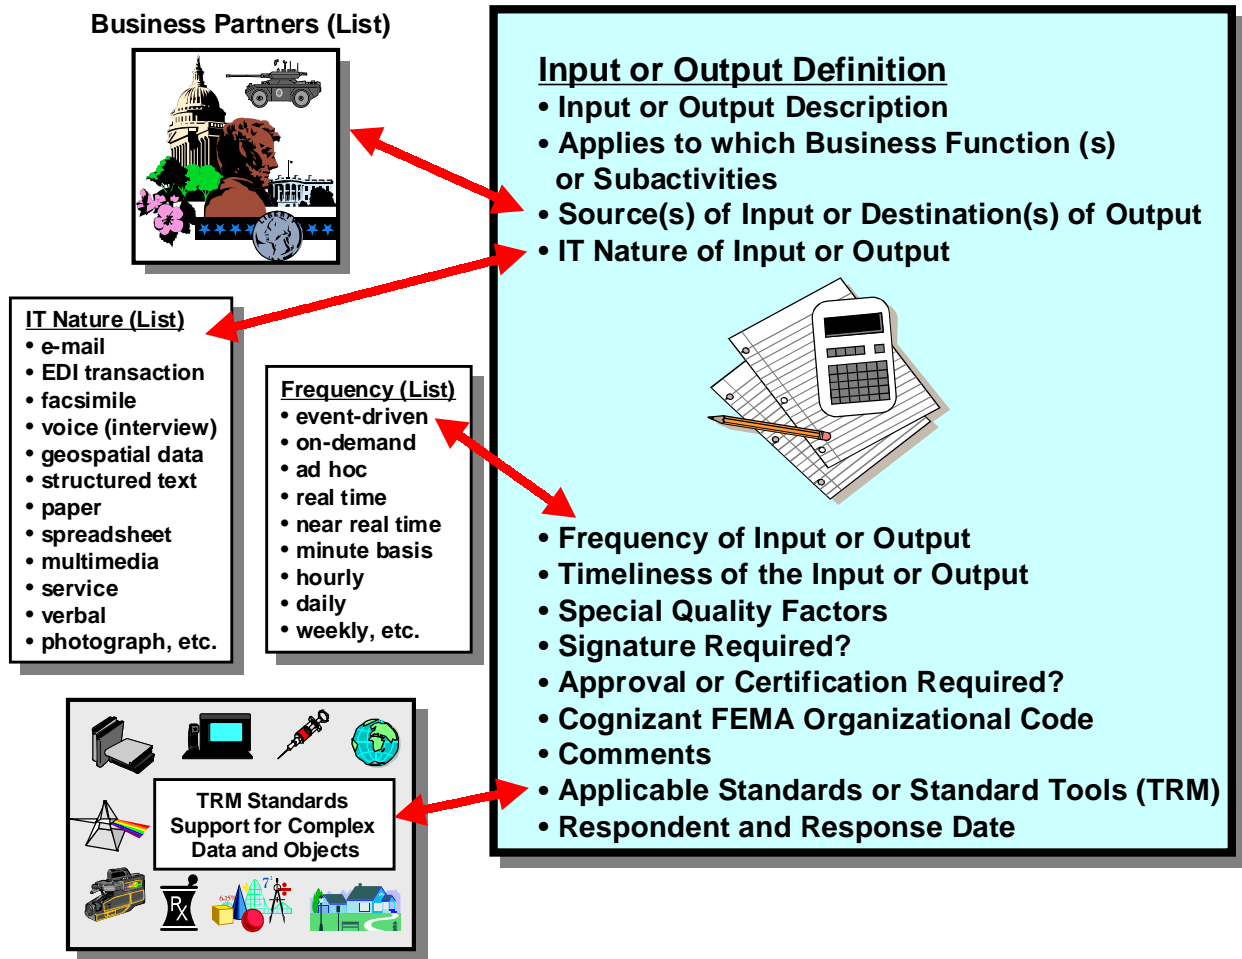 Business Partners (List)
LIBERTY
Input or Output Definition
• Input or Output Description
• Applies to which Business Function (s)
or Subactivities
• Source(s) of Input or Destination(s) of Output
• IT Nature of Input or Output
IT Nature (List)
• e-mail
• EDI transaction
• facsimile
• voice (interview)
• geospatial data
• structured text
• paper
• spreadsheet
• multimedia
• service
• verbal
• photograph, etc.
Frequency (List)
• event-driven
• on-demand
• ad hoc
• real time
• near real time
• minute basis
• hourly
• daily
• weekly, etc.
• Frequency of Input or Output
• Timeliness of the Input or Output
• Special Quality Factors
• Signature Required?
• Approval or Certification Required?
• Cognizant FEMA Organizational Code
• Comments
• Applicable Standards or Standard Tools (TRM)
• Respondent and Response Date
TRM Standards
Support for Complex
Data and Objects
Rx
6.15%
7²
÷